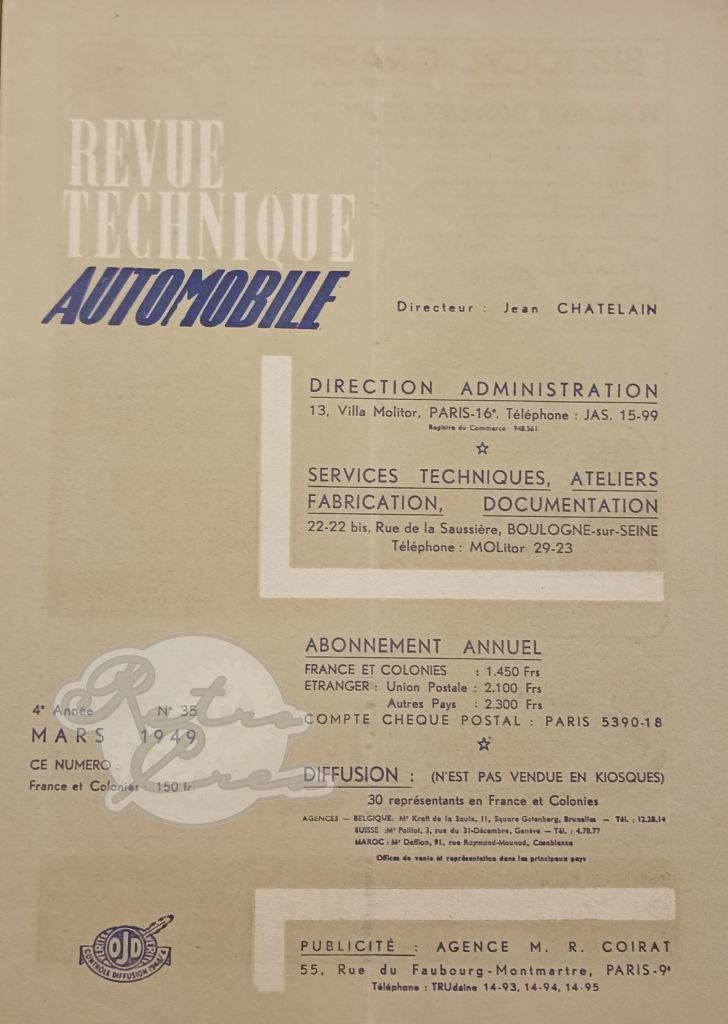 REVUE
TECHNIQUE
AUTOMOBILE
Directeur : Jean CHATELAIN
DIRECTION ADMINISTRATION
13, Villa Molitor, PARIS-16e. Téléphone : JAS. 15-99
Registre du Commerce : 948.561
SERVICES TECHNIQUES, ATELIERS
FABRICATION, DOCUMENTATION
22-22 bis, Rue de la Saussière, BOULOGNE-sur-SEINE
Téléphone : MOLitor 29-23
ABONNEMENT ANNUEL
FRANCE ET COLONIES : 1.450 Frs
ETRANGER : Union Postale : 2.100 Frs
Autres Pays : 2.300 Frs
COMPTE CHEQUE POSTAL : PARIS 5390-18
4e Année N° 35
MARS 1949
CE NUMERO :
France et Colonies : 150 fr
Retro
DIFFUSION : (N'EST PAS VENDUE EN KIOSQUES)
30 représentants en France et Colonies
AGENCES — BELGIQUE: Mr Kreft de la Saulx, 11, Square Gutenberg, Bruxelles — Tél. : 12.28.14
SUISSE : Mr Poillot, 3, rue du 31-Décembre, Genève — Tél. : 4.78.77
MAROC : Mr Daffion, 91, rue Raymond-Mounod, Casablanca
Offices de vente et représentation dans les principaux pays
OJD
CONTRÔLE DIFFUSION
PUBLICITÉ : AGENCE M. R. COIRAT
55, Rue du Faubourg-Montmartre, PARIS-9e
Téléphone : TRUdaine 14-93, 14-94, 14-95